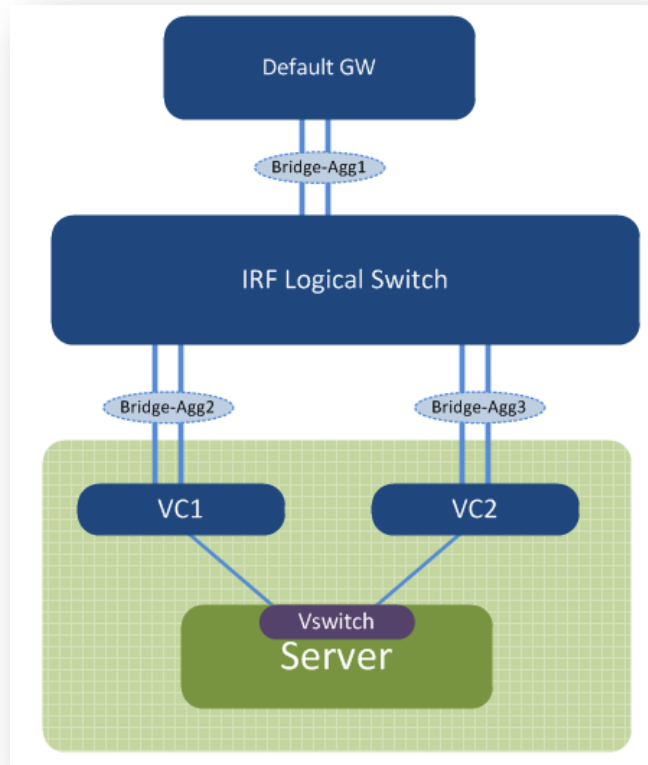 Default GW
Bridge-Agg1
IRF Logical Switch
Bridge-Agg2
Bridge-Agg3
VC1
VC2
Vswitch
Server